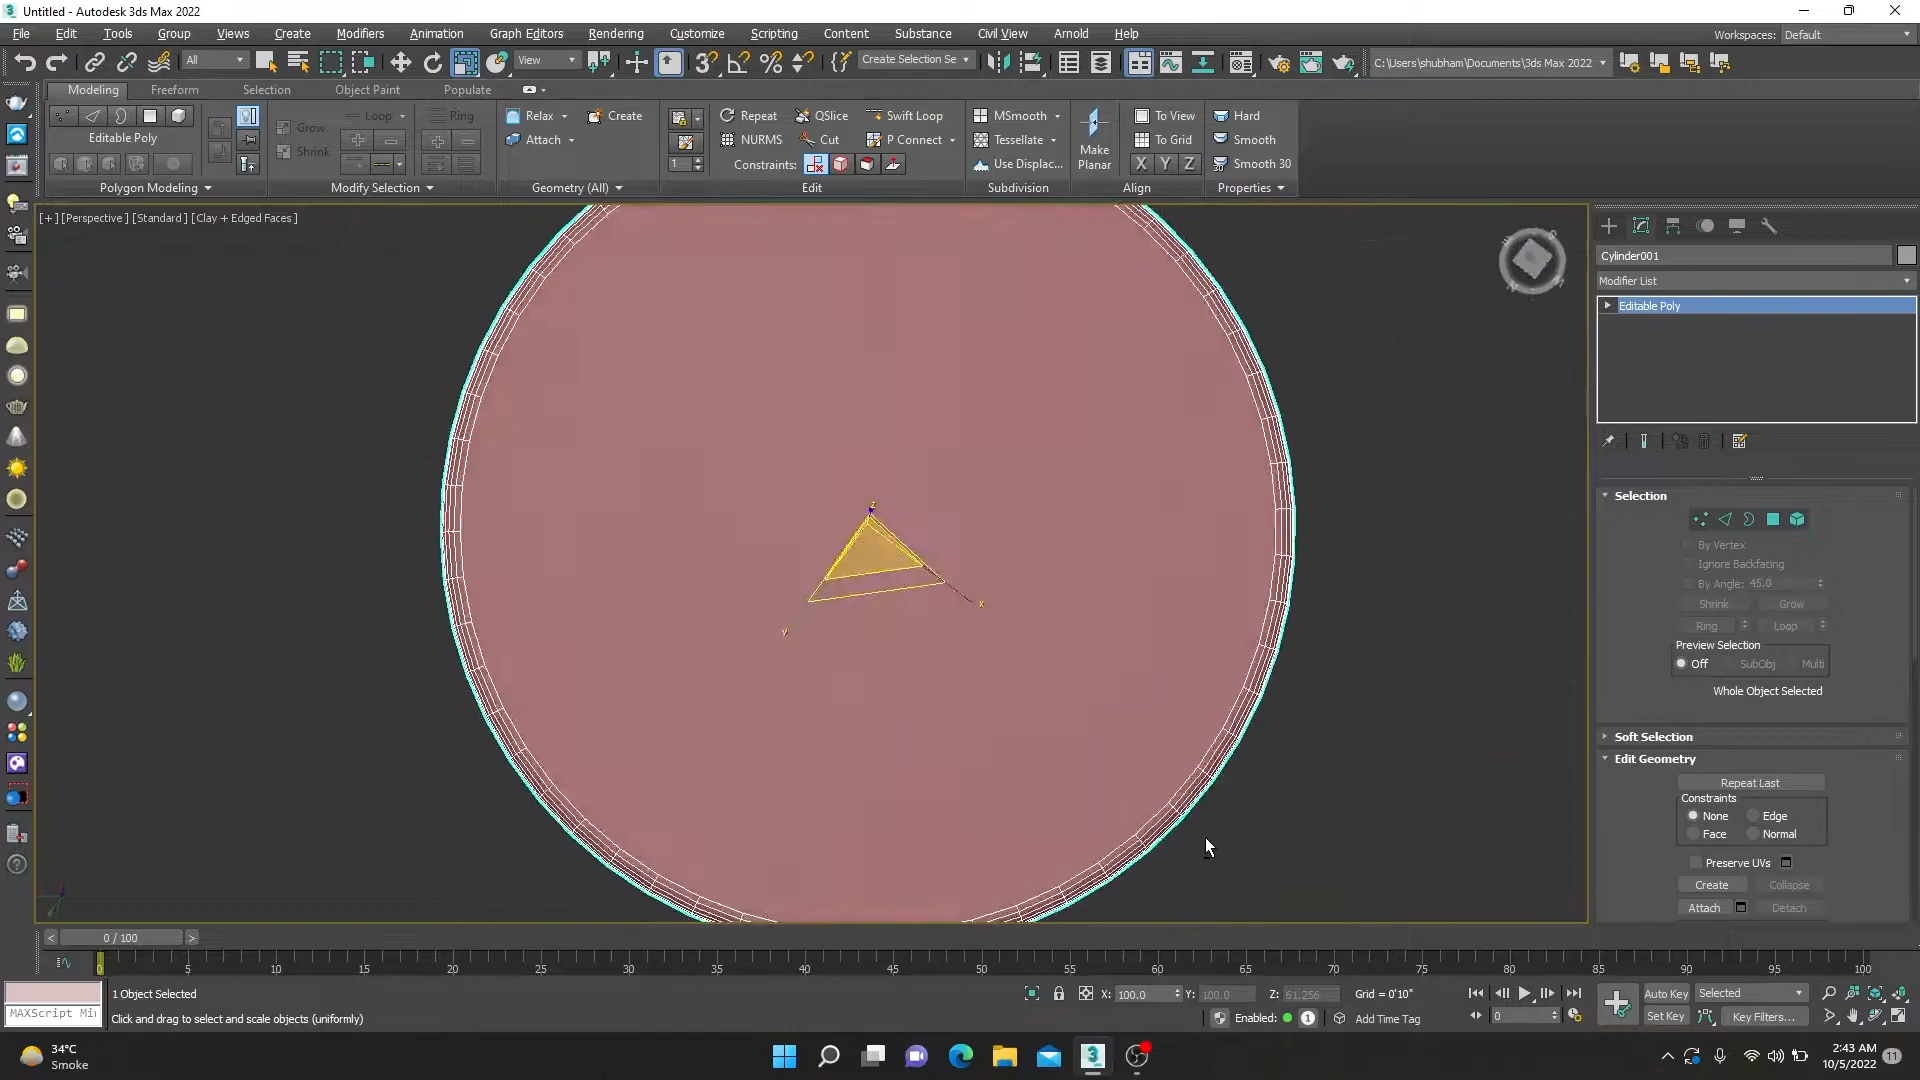 Untitled - Autodesk 3ds Max 2022
File Edit Tools Group Views Create Modifiers Animation Graph Editors Rendering Customize Scripting Content Substance Civil View Arnold Help Workspaces: Default
All View Create Selection Se C:\Users\shubham\Documents\3ds Max 2022
Modeling Freeform Selection Object Paint Populate
Loop Ring Relax Create Repeat QSlice Swift Loop MSmooth To View Hard
Editable Poly Grow Attach NURMS Cut P Connect Tessellate To Grid Smooth
Shrink 1 Constraints: Use Displac... Make Planar X Y Z Smooth 30
Polygon Modeling Modify Selection Geometry (All) Edit Subdivision Align Properties
[+] [Perspective] [Standard] [Clay + Edged Faces]
Cylinder001
Modifier List
Editable Poly
z
x
y
Selection
By Vertex
Ignore Backfacing
By Angle: 45.0
Shrink Grow
Ring Loop
Preview Selection
Off SubObj Multi
Whole Object Selected
Soft Selection
Edit Geometry
Repeat Last
Constraints
None Edge
Face Normal
Preserve UVs
Create Collapse
Attach Detach
< 0 / 100 >
0 5 10 15 20 25 30 35 40 45 50 55 60 65 70 75 80 85 90 95 100
1 Object Selected X: 100.0 Y: 100.0 Z: 61.256 Grid = 0'10" Auto Key Selected
MAXScript Mi Click and drag to select and scale objects (uniformly) Enabled: 1 Add Time Tag 0 Set Key Key Filters...
34°C
Smoke
2:43 AM
10/5/2022
11